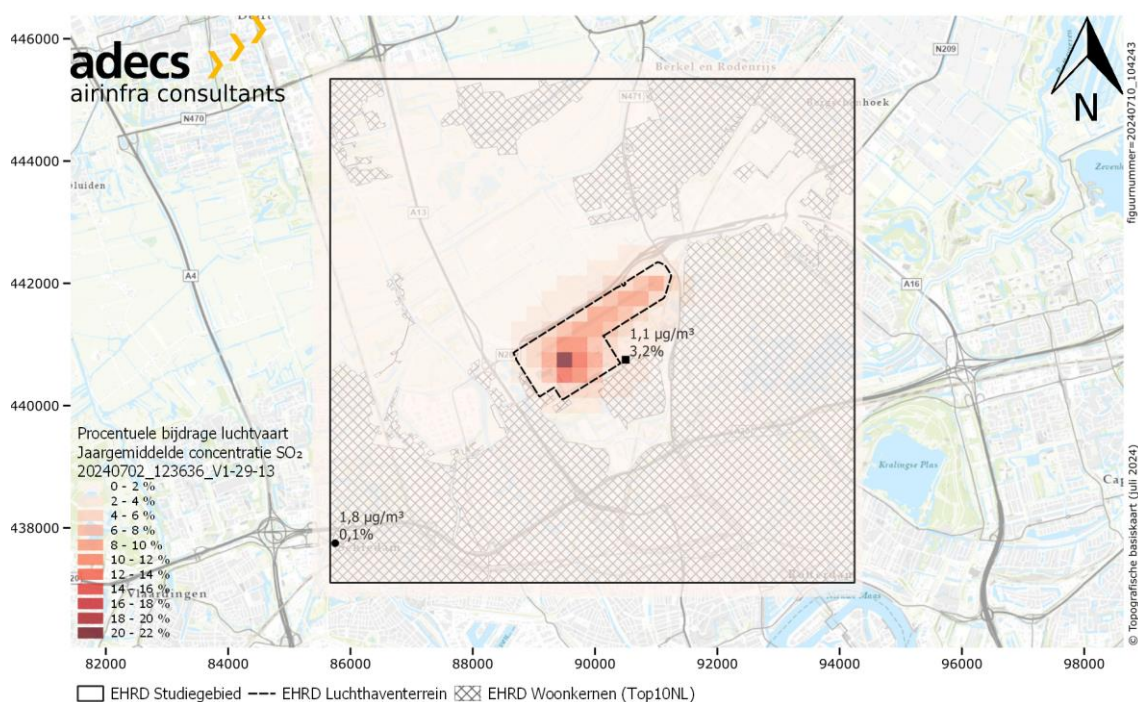 446000
444000
442000
440000
438000
adecs
airinfra consultants
Berkel en Rodenrijs
N209
N471
N470
A13
A4
A16
1,1 µg/m³
3,2%
Procentuele bijdrage luchtvaart
Jaargemiddelde concentratie SO₂
20240702_123636_V1-29-13
0 - 2 %
2 - 4 %
4 - 6 %
6 - 8 %
8 - 10 %
10 - 12 %
12 - 14 %
14 - 16 %
16 - 18 %
18 - 20 %
20 - 22 %
1,8 µg/m³
0,1%
Vlaardingen
Kralingse Plas
N
figuurnummer=20240710_104243
© Topografische basiskaart (juli 2024)
82000 84000 86000 88000 90000 92000 94000 96000 98000
EHRD Studiegebied EHRD Luchthaventerrein EHRD Woonkernen (Top10NL)